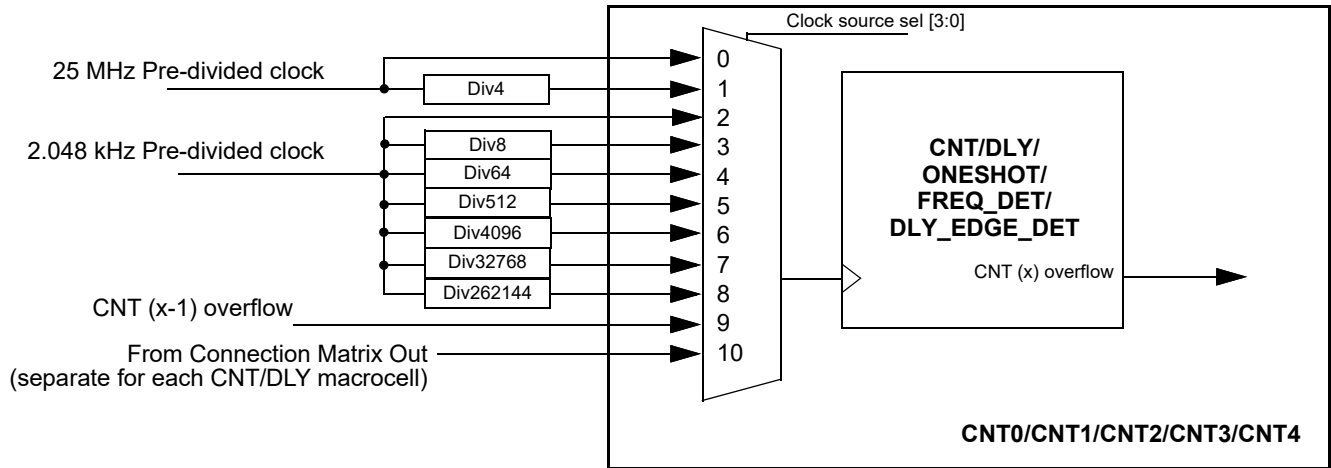 Clock source sel [3:0]
25 MHz Pre-divided clock
Div4
2.048 kHz Pre-divided clock
Div8
Div64
Div512
Div4096
Div32768
Div262144
CNT (x-1) overflow
From Connection Matrix Out
(separate for each CNT/DLY macrocell)
0
1
2
3
4
5
6
7
8
9
10
CNT/DLY/
ONESHOT/
FREQ_DET/
DLY_EDGE_DET
CNT (x) overflow
CNT0/CNT1/CNT2/CNT3/CNT4